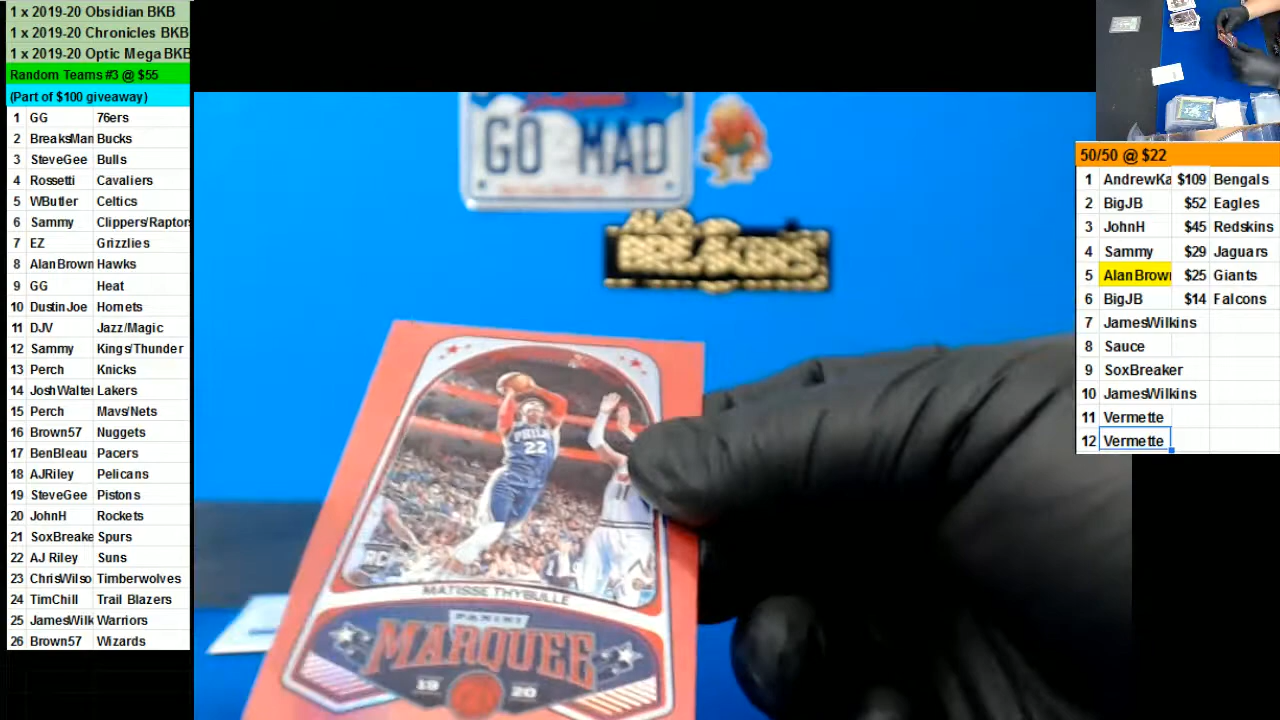 1 x 2019-20 Obsidian BKB
1 x 2019-20 Chronicles BKB
1 x 2019-20 Optic Mega BKB
Random Teams #3 @ $55
(Part of $100 giveaway)
1 GG 76ers
2 BreaksMan Bucks
3 SteveGee Bulls
4 Rossetti Cavaliers
5 WButler Celtics
6 Sammy Clippers/Raptors
7 EZ Grizzlies
8 AlanBrown Hawks
9 GG Heat
10 DustinJoe Hornets
11 DJV Jazz/Magic
12 Sammy Kings/Thunder
13 Perch Knicks
14 JoshWalter Lakers
15 Perch Mavs/Nets
16 Brown57 Nuggets
17 BenBleau Pacers
18 AJRiley Pelicans
19 SteveGee Pistons
20 JohnH Rockets
21 SoxBreake Spurs
22 AJ Riley Suns
23 ChrisWilso Timberwolves
24 TimChill Trail Blazers
25 JamesWilk Warriors
26 Brown57 Wizards
GO MAD
BREAKERS
PHILA
22
11
RC
MATISSE THYBULLE
PANINI
MARQUEE
19 20
50/50 @ $22
1 AndrewKa $109 Bengals
2 BigJB $52 Eagles
3 JohnH $45 Redskins
4 Sammy $29 Jaguars
5 AlanBrown $25 Giants
6 BigJB $14 Falcons
7 JamesWilkins
8 Sauce
9 SoxBreaker
10 JamesWilkins
11 Vermette
12 Vermette